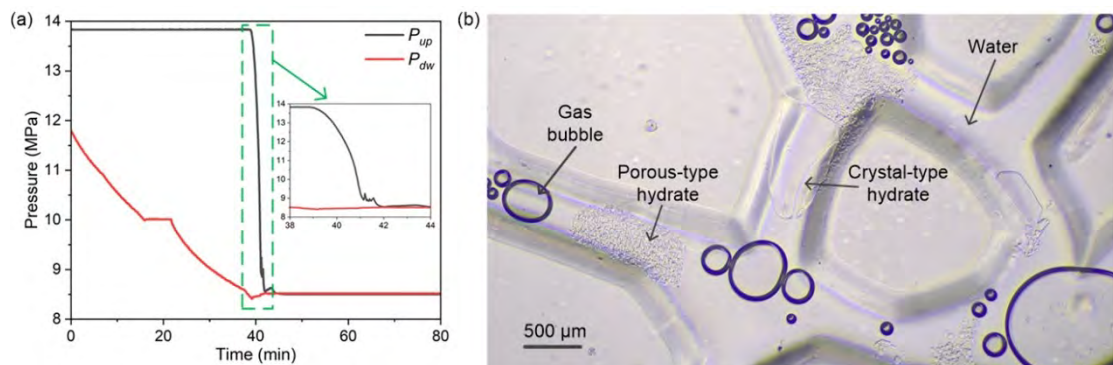 (a)
14
13
12
11
10
9
8
Pressure (MPa)
0
20
40
60
80
Time (min)
P_up
P_dw
14
13
12
11
10
9
8
38
40
42
44
(b)
Water
Gas
bubble
Porous-type
hydrate
Crystal-type
hydrate
500 µm